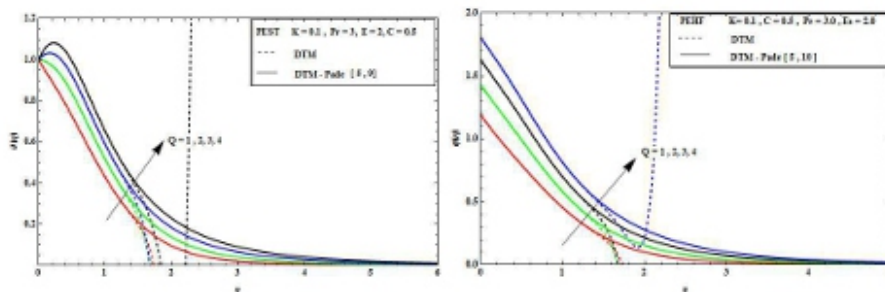 PEST K=0.1, Pr=3, E=2, C=0.5
DTM
DTM - Pade [8, 9]
Q = 1, 2, 3, 4
1.2
1.0
0.8
0.6
0.4
0.2
0 1 2 3 4 5 6
PEHF K=0.1, C=0.5, Pr=3.0, Es=2.0
DTM
DTM - Pade [8, 10]
Q = 1, 2, 3, 4
2.0
1.5
1.0
0.5
0.0
0 1 2 3 4